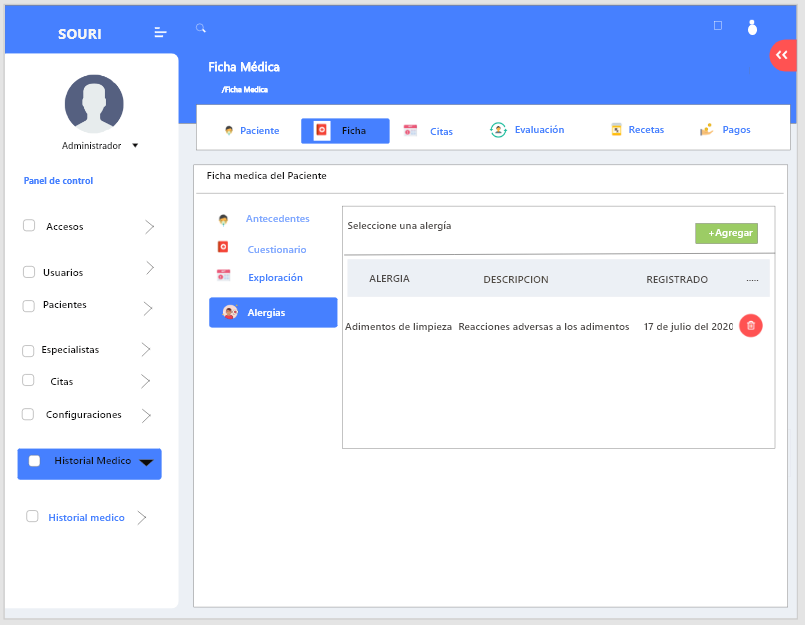 SOURI
Ficha Médica
/Ficha Medica
Paciente
Ficha
Citas
Evaluación
Recetas
Pagos
Administrador
Panel de control
Accesos
Usuarios
Pacientes
Especialistas
Citas
Configuraciones
Historial Medico
Historial medico
Ficha medica del Paciente
Antecedentes
Cuestionario
Exploración
Alergias
Seleccione una alergía
+Agregar
ALERGIA DESCRIPCION REGISTRADO .....
Adimentos de limpieza Reacciones adversas a los adimentos 17 de julio del 2020